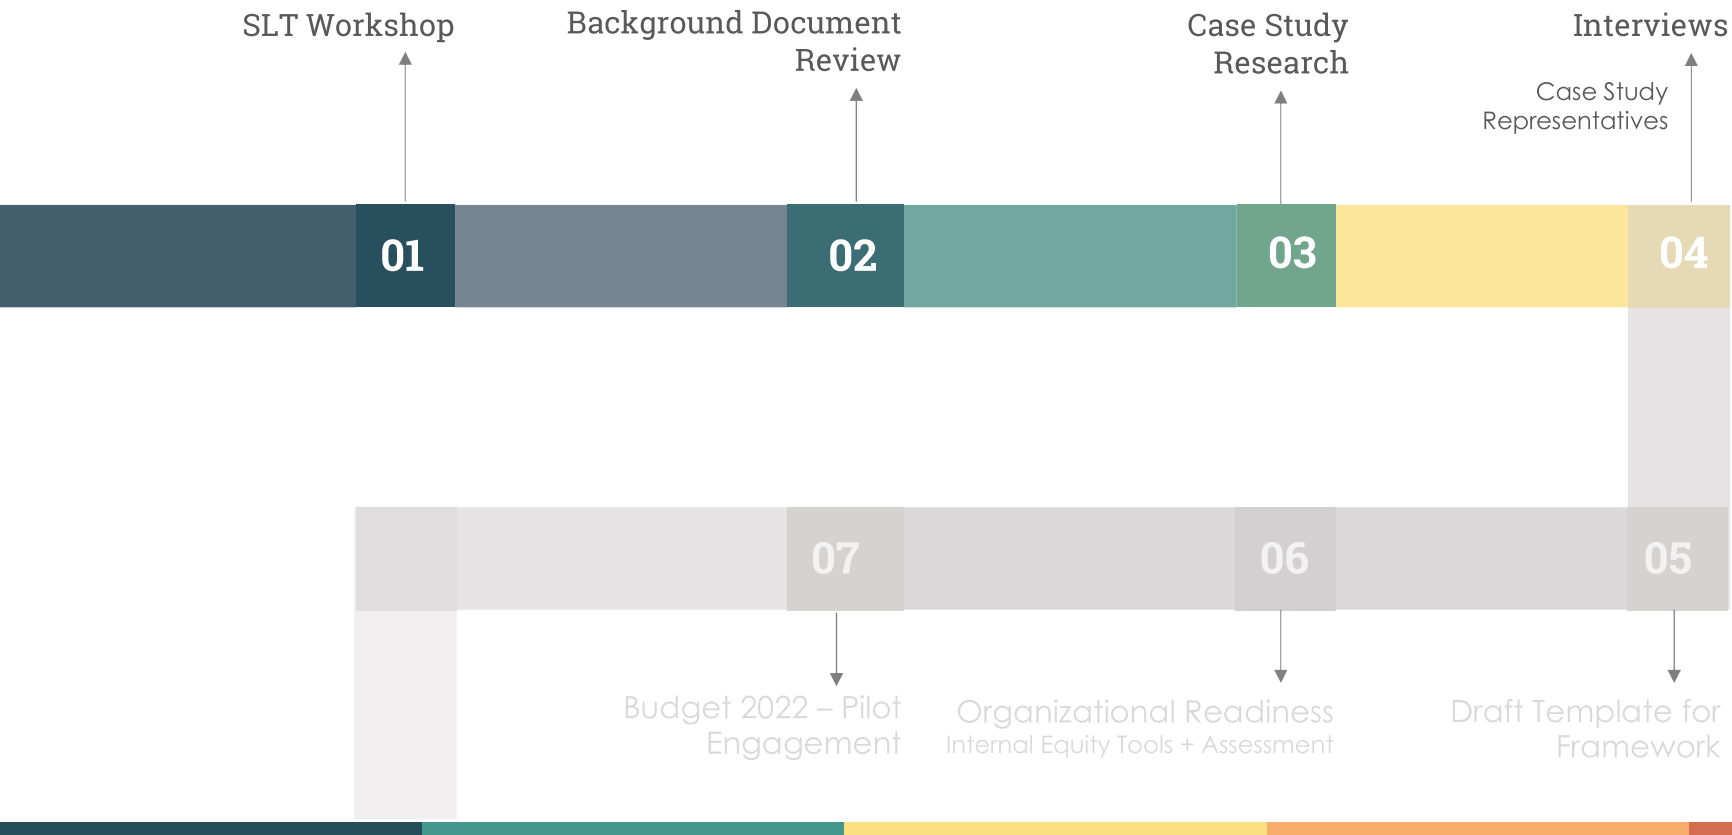 SLT Workshop
Background Document
Review
Case Study
Research
Interviews
Case Study
Representatives
01
02
03
04
07
06
05
Budget 2022 – Pilot
Engagement
Organizational Readiness
Internal Equity Tools + Assessment
Draft Template for
Framework